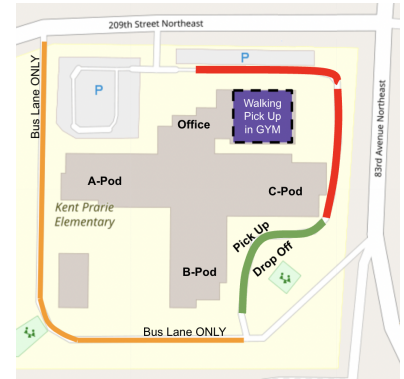 209th Street Northeast
P
Bus Lane ONLY
P
Walking
Pick Up
in GYM
Office
83rd Avenue Northeast
A-Pod
C-Pod
Kent Prarie
Elementary
Pick Up
Drop Off
B-Pod
Bus Lane ONLY